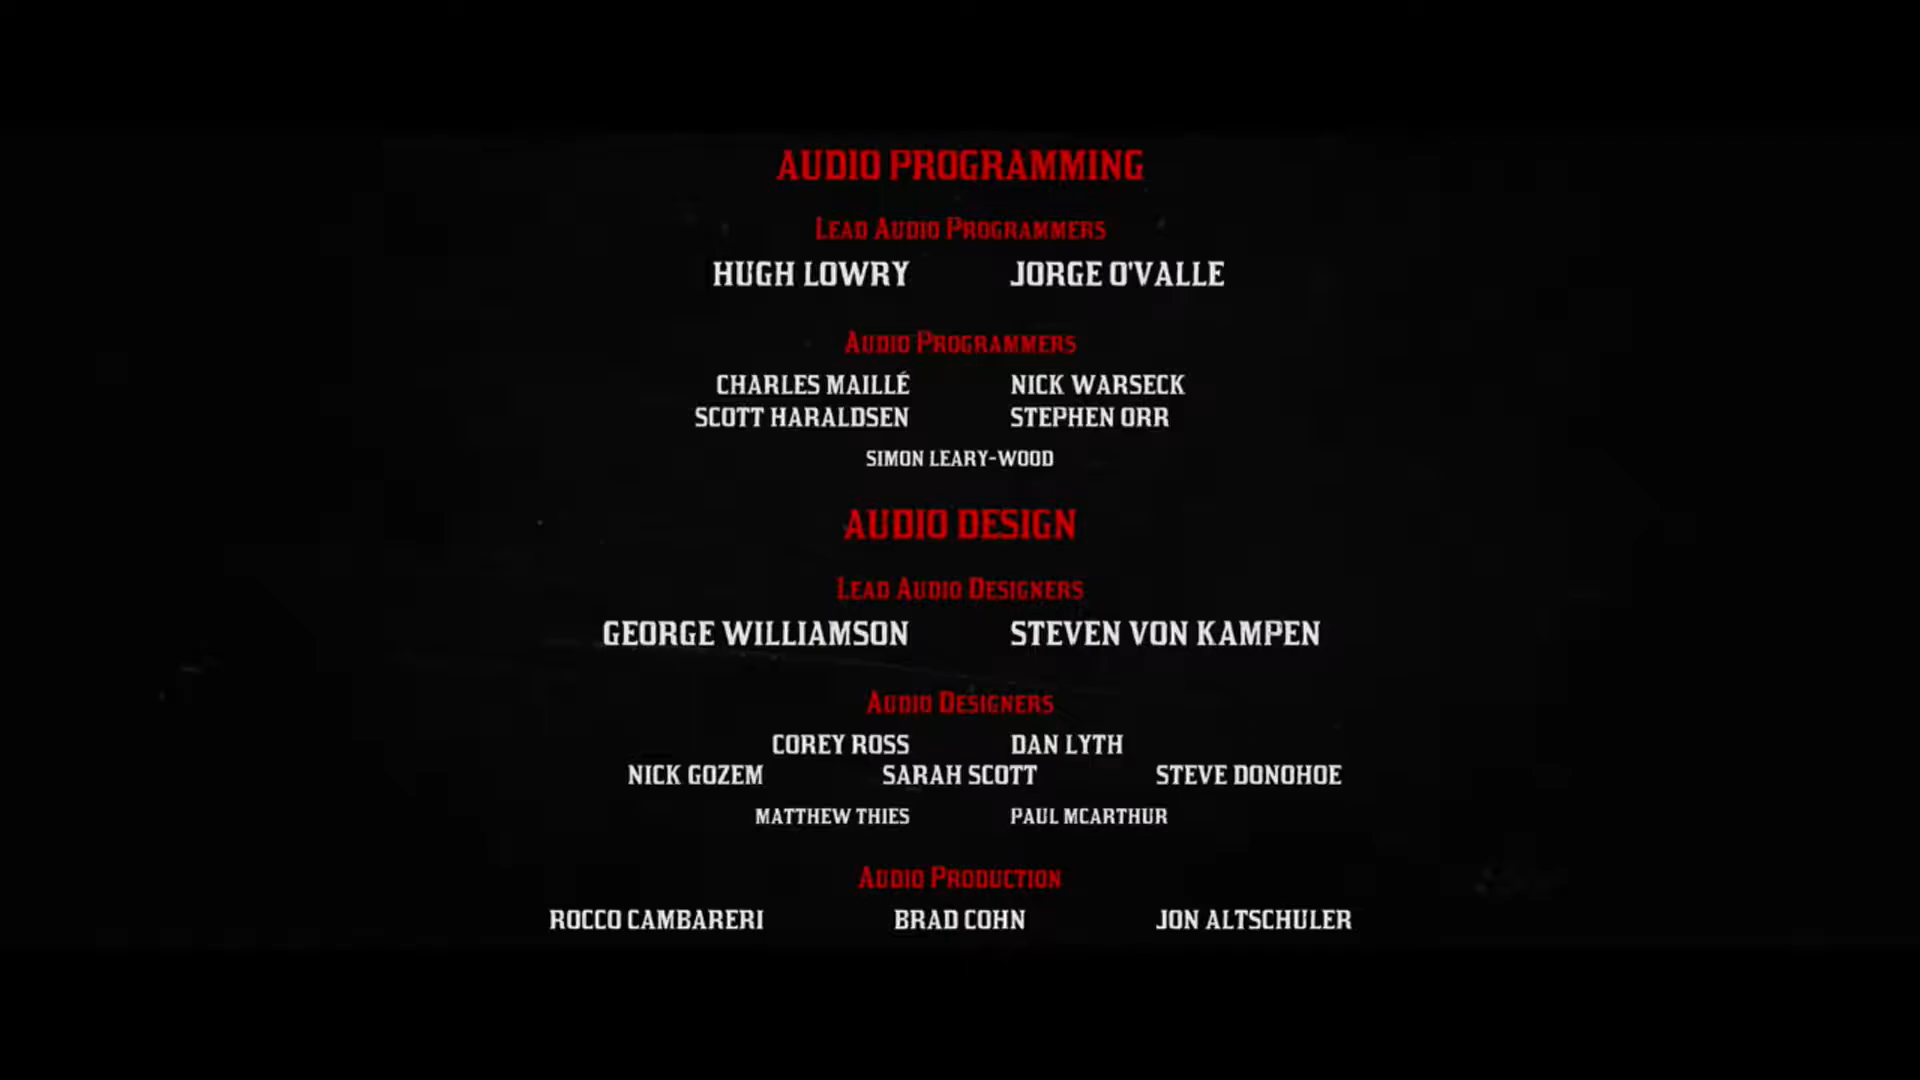 AUDIO PROGRAMMING
LEAD AUDIO PROGRAMMERS
HUGH LOWRY JORGE O'VALLE
AUDIO PROGRAMMERS
CHARLES MAILLÉ NICK WARSECK
SCOTT HARALDSEN STEPHEN ORR
SIMON LEARY-WOOD
AUDIO DESIGN
LEAD AUDIO DESIGNERS
GEORGE WILLIAMSON STEVEN VON KAMPEN
AUDIO DESIGNERS
COREY ROSS DAN LYTH
NICK GOZEM SARAH SCOTT STEVE DONOHOE
MATTHEW THIES PAUL MCARTHUR
AUDIO PRODUCTION
ROCCO CAMBARERI BRAD COHN JON ALTSCHULER